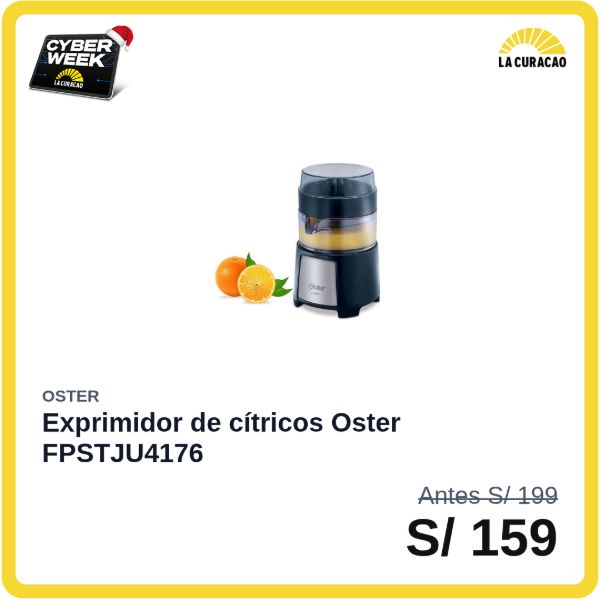 CYBER
WEEK
LA CURACAO
LA CURACAO
Oster
OSTER
Exprimidor de cítricos Oster
FPSTJU4176
Antes S/ 199
S/ 159